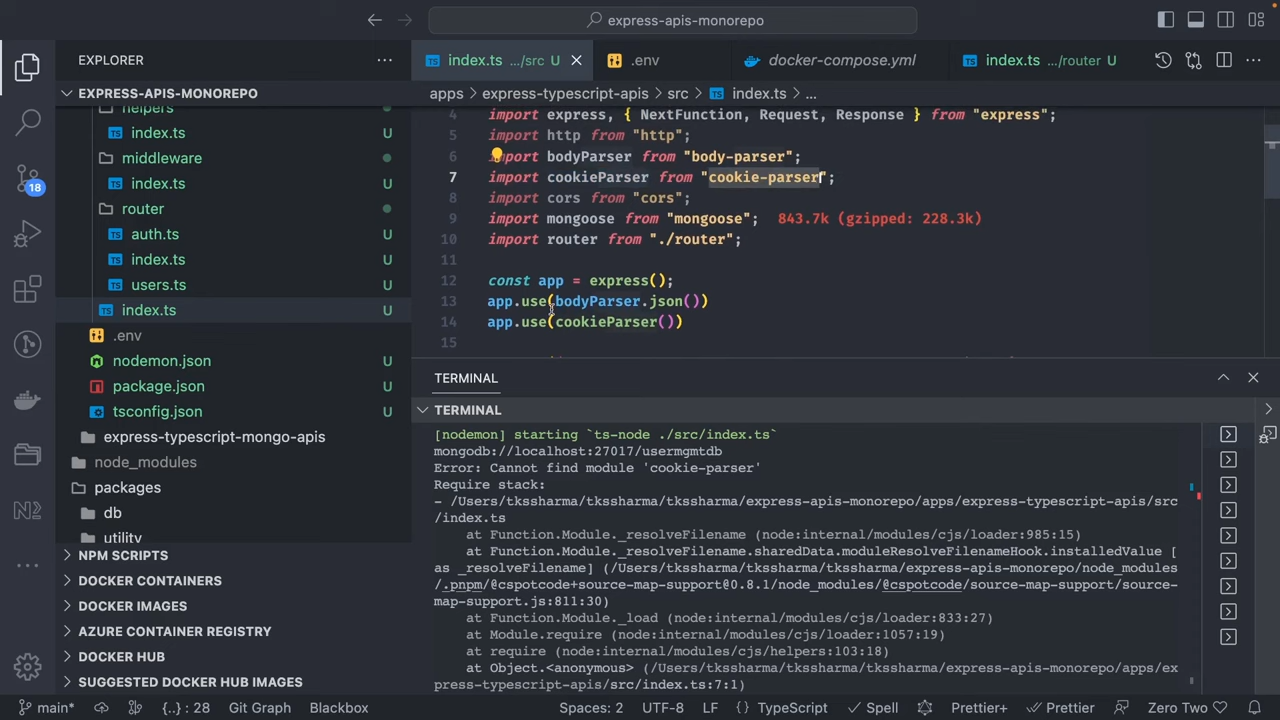 express-apis-monorepo
EXPLORER
index.ts .../src U
.env
docker-compose.yml
index.ts .../router U
EXPRESS-APIS-MONOREPO
apps > express-typescript-apis > src > index.ts > ...
helpers
index.ts U
middleware
index.ts U
router
auth.ts U
index.ts U
users.ts U
index.ts U
.env
nodemon.json U
package.json U
tsconfig.json U
express-typescript-mongo-apis
node_modules
packages
db
utility
NPM SCRIPTS
DOCKER CONTAINERS
DOCKER IMAGES
AZURE CONTAINER REGISTRY
DOCKER HUB
SUGGESTED DOCKER HUB IMAGES
18
4 import express, { NextFunction, Request, Response } from "express";
5 import http from "http";
6 import bodyParser from "body-parser";
7 import cookieParser from "cookie-parser";
8 import cors from "cors";
9 import mongoose from "mongoose"; 843.7k (gzipped: 228.3k)
10 import router from "./router";
11
12 const app = express();
13 app.use(bodyParser.json())
14 app.use(cookieParser())
15
TERMINAL
TERMINAL
[nodemon] starting `ts-node ./src/index.ts`
mongodb://localhost:27017/usermgmtdb
Error: Cannot find module 'cookie-parser'
Require stack:
- /Users/tkssharma/tkssharma/express-apis-monorepo/apps/express-typescript-apis/src
/index.ts
at Function.Module._resolveFilename (node:internal/modules/cjs/loader:985:15)
at Function.Module._resolveFilename.sharedData.moduleResolveFilenameHook.installedValue [
as _resolveFilename] (/Users/tkssharma/tkssharma/express-apis-monorepo/node_modules
/.pnpm/@cspotcode+source-map-support@0.8.1/node_modules/@cspotcode/source-map-support/source-
map-support.js:811:30)
at Function.Module._load (node:internal/modules/cjs/loader:833:27)
at Module.require (node:internal/modules/cjs/loader:1057:19)
at require (node:internal/modules/cjs/helpers:103:18)
at Object.<anonymous> (/Users/tkssharma/tkssharma/express-apis-monorepo/apps/ex
press-typescript-apis/src/index.ts:7:1)
main* {..} : 28 Git Graph Blackbox Spaces: 2 UTF-8 LF {} TypeScript Spell Prettier+ Prettier Zero Two